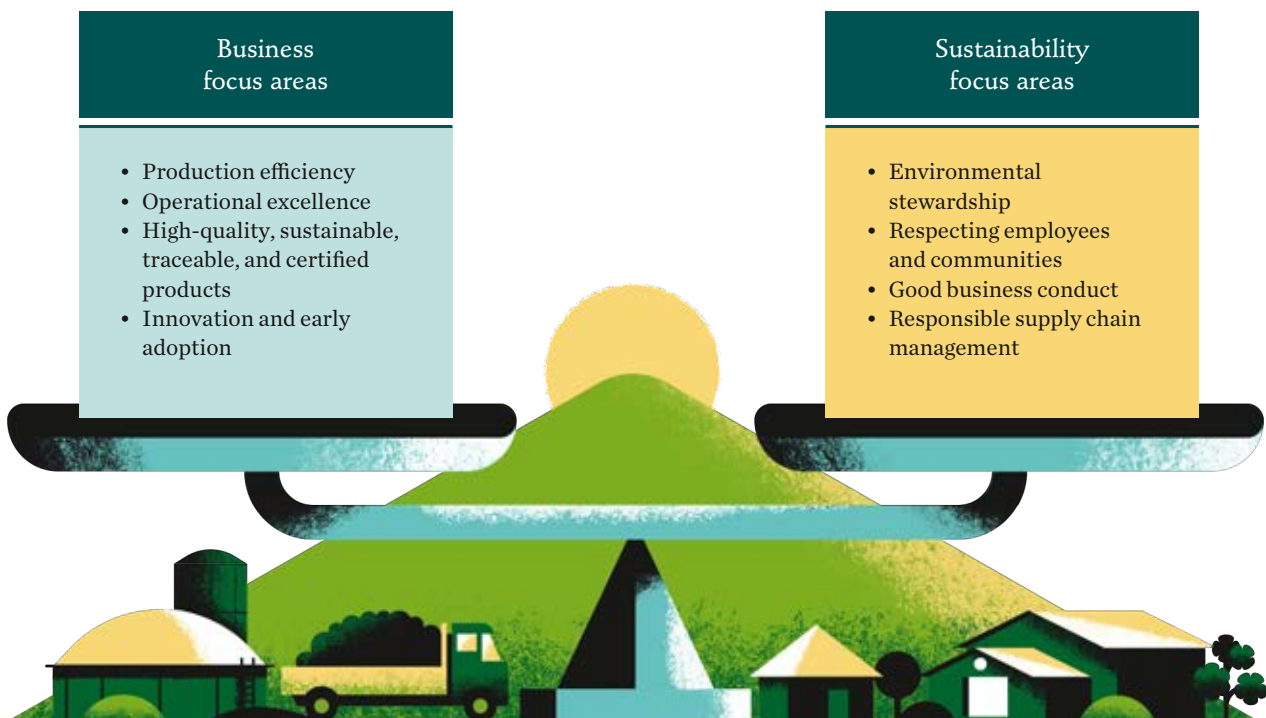 Business
focus areas
• Production efficiency
• Operational excellence
• High-quality, sustainable,
traceable, and certified
products
• Innovation and early
adoption
Sustainability
focus areas
• Environmental
stewardship
• Respecting employees
and communities
• Good business conduct
• Responsible supply chain
management